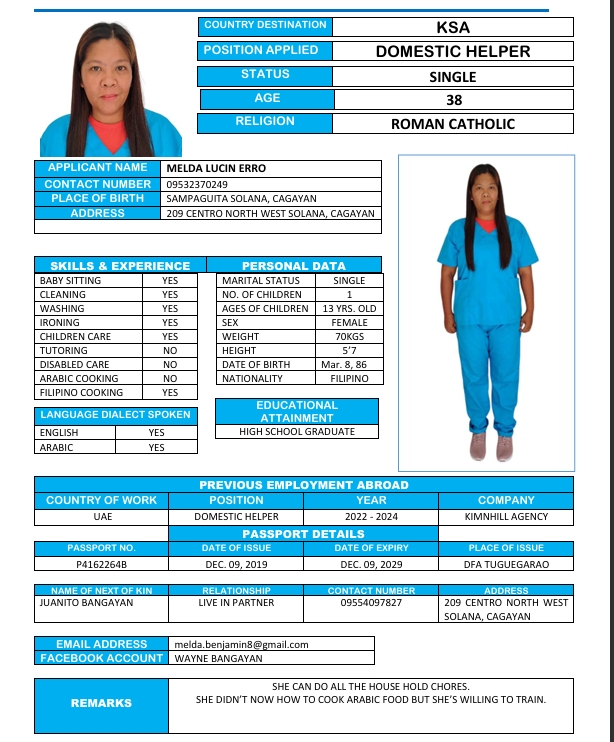 COUNTRY DESTINATION KSA
POSITION APPLIED DOMESTIC HELPER
STATUS SINGLE
AGE 38
RELIGION ROMAN CATHOLIC
APPLICANT NAME MELDA LUCIN ERRO
CONTACT NUMBER 09532370249
PLACE OF BIRTH SAMPAGUITA SOLANA, CAGAYAN
ADDRESS 209 CENTRO NORTH WEST SOLANA, CAGAYAN
SKILLS & EXPERIENCE
BABY SITTING YES
CLEANING YES
WASHING YES
IRONING YES
CHILDREN CARE YES
TUTORING NO
DISABLED CARE NO
ARABIC COOKING NO
FILIPINO COOKING YES
LANGUAGE DIALECT SPOKEN
ENGLISH YES
ARABIC YES
PERSONAL DATA
MARITAL STATUS SINGLE
NO. OF CHILDREN 1
AGES OF CHILDREN 13 YRS. OLD
SEX FEMALE
WEIGHT 70KGS
HEIGHT 5'7
DATE OF BIRTH Mar. 8, 86
NATIONALITY FILIPINO
EDUCATIONAL
ATTAINMENT
HIGH SCHOOL GRADUATE
PREVIOUS EMPLOYMENT ABROAD
COUNTRY OF WORK POSITION YEAR COMPANY
UAE DOMESTIC HELPER 2022 - 2024 KIMNHILL AGENCY
PASSPORT DETAILS
PASSPORT NO. DATE OF ISSUE DATE OF EXPIRY PLACE OF ISSUE
P4162264B DEC. 09, 2019 DEC. 09, 2029 DFA TUGUEGARAO
NAME OF NEXT OF KIN RELATIONSHIP CONTACT NUMBER ADDRESS
JUANITO BANGAYAN LIVE IN PARTNER 09554097827 209 CENTRO NORTH WEST
SOLANA, CAGAYAN
EMAIL ADDRESS melda.benjamin8@gmail.com
FACEBOOK ACCOUNT WAYNE BANGAYAN
REMARKS
SHE CAN DO ALL THE HOUSE HOLD CHORES.
SHE DIDN'T NOW HOW TO COOK ARABIC FOOD BUT SHE'S WILLING TO TRAIN.